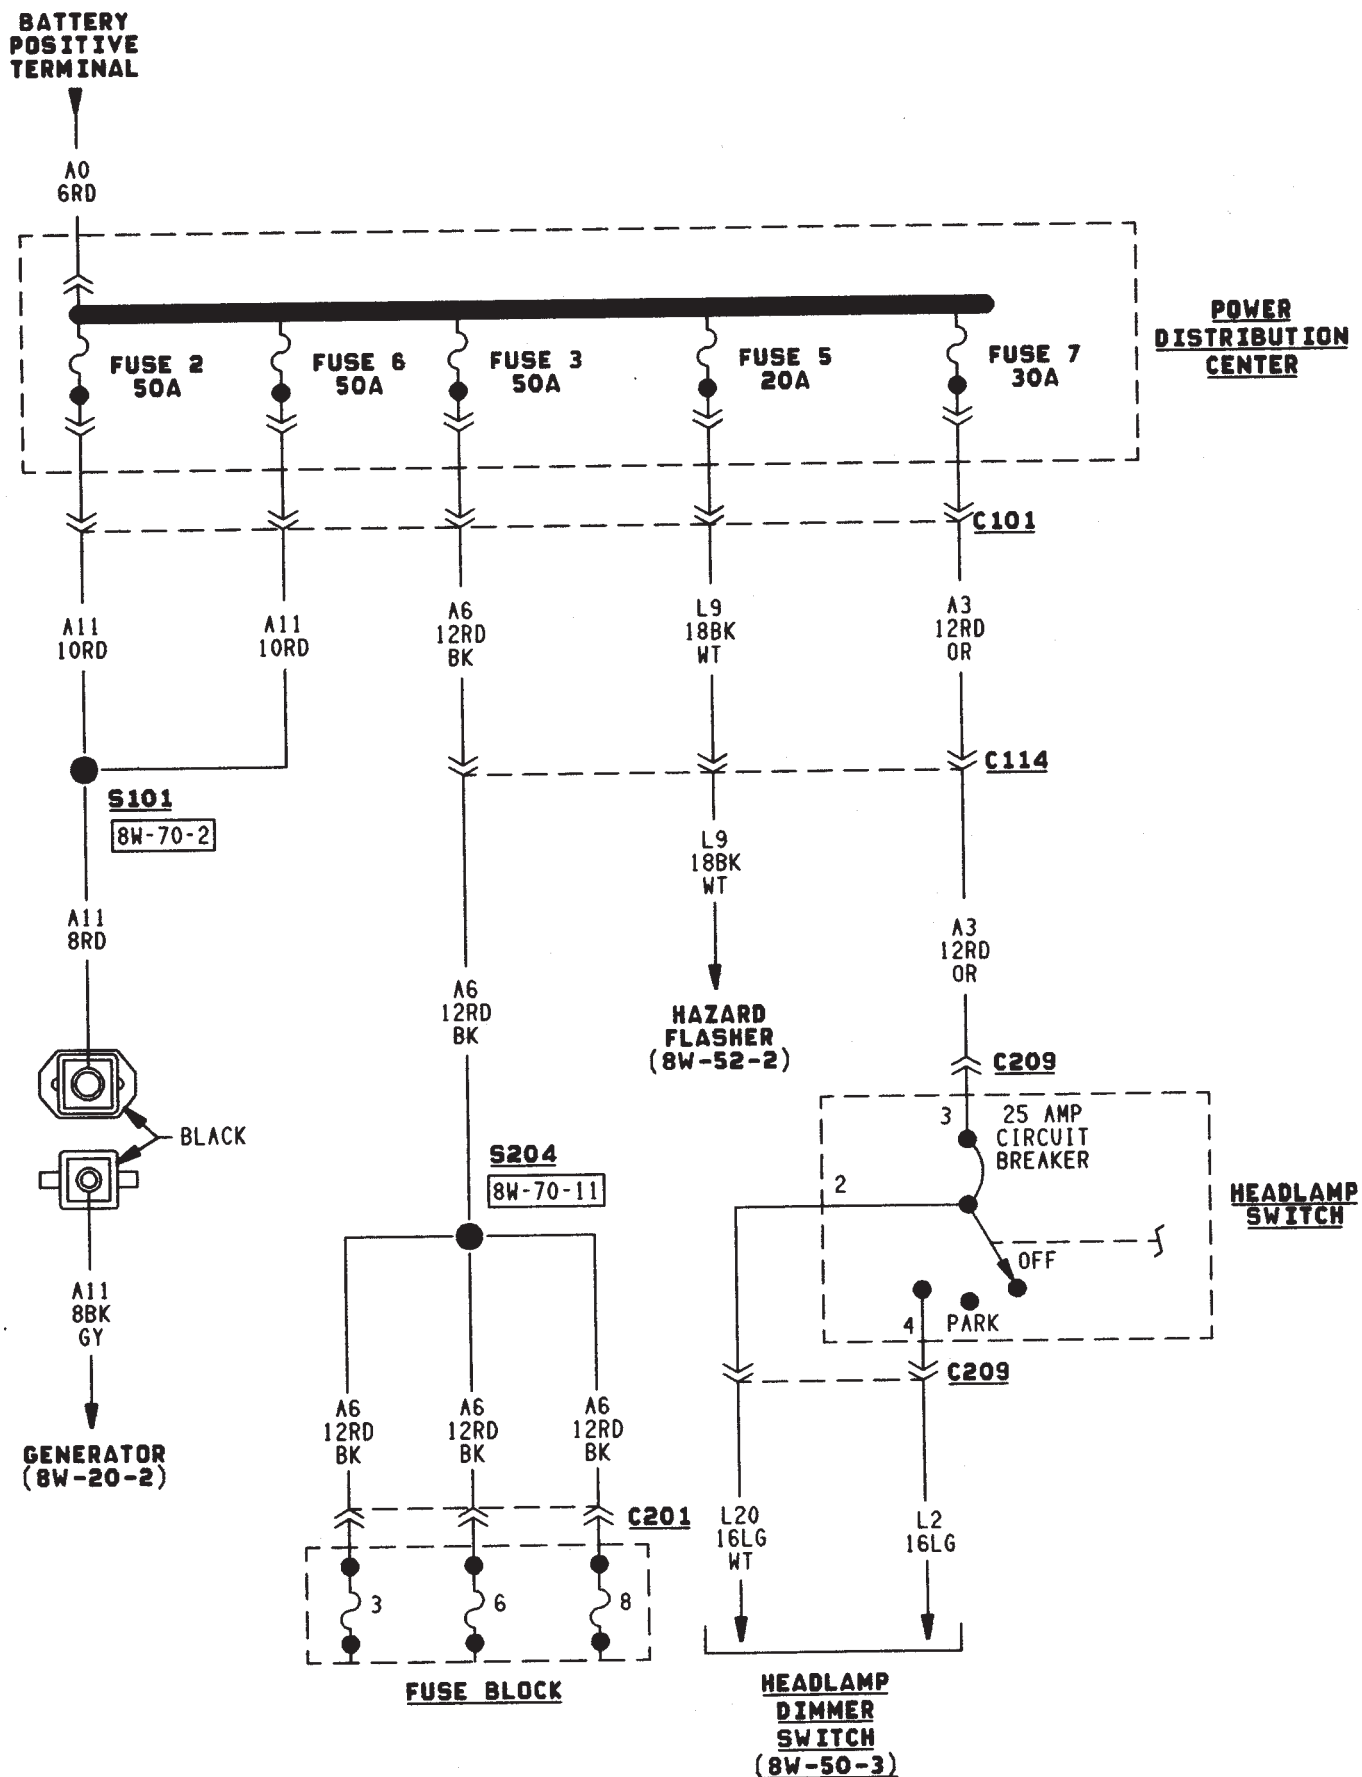 BATTERY
POSITIVE
TERMINAL
A0
6RD
POWER
DISTRIBUTION
CENTER
FUSE 2
50A
FUSE 6
50A
FUSE 3
50A
FUSE 5
20A
FUSE 7
30A
C101
A11
10RD
A11
10RD
A6
12RD
BK
L9
18BK
WT
A3
12RD
OR
C114
S101
8W-70-2
L9
18BK
WT
A11
8RD
A3
12RD
OR
A6
12RD
BK
HAZARD
FLASHER
(8W-52-2)
C209
BLACK
3
25 AMP
CIRCUIT
BREAKER
S204
8W-70-11
2
HEADLAMP
SWITCH
OFF
PARK
4
A11
8BK
GY
C209
GENERATOR
(8W-20-2)
A6
12RD
BK
A6
12RD
BK
A6
12RD
BK
C201
L20
16LG
WT
L2
16LG
3
6
8
FUSE BLOCK
HEADLAMP
DIMMER
SWITCH
(8W-50-3)